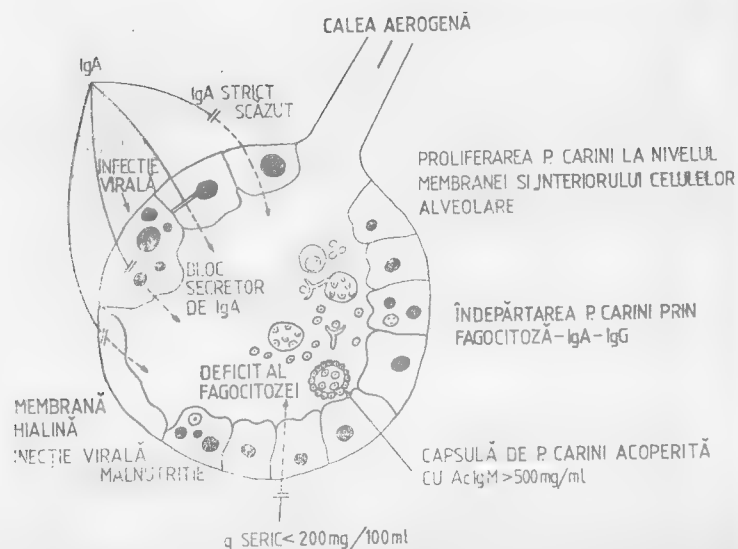 CALEA AEROGENĂ
IgA
IgA STRICT
SCĂZUT
INFECȚIE
VIRALĂ
PROLIFERAREA P. CARINI LA NIVELUL
MEMBRANEI SI INTERIORULUI CELULELOR
ALVEOLARE
BLOC
SECRETOR
DE IgA
ÎNDEPĂRTAREA P. CARINI PRIN
FAGOCITOZĂ-IgA-IgG
DEFICIT AL
FAGOCITOZEI
MEMBRANĂ
HIALINĂ
INECȚIE VIRALĂ
MALNUTRIȚIE
CAPSULĂ DE P. CARINI ACOPERITĂ
CU AcIgM>500mg/ml
g SERIC<200mg/100ml